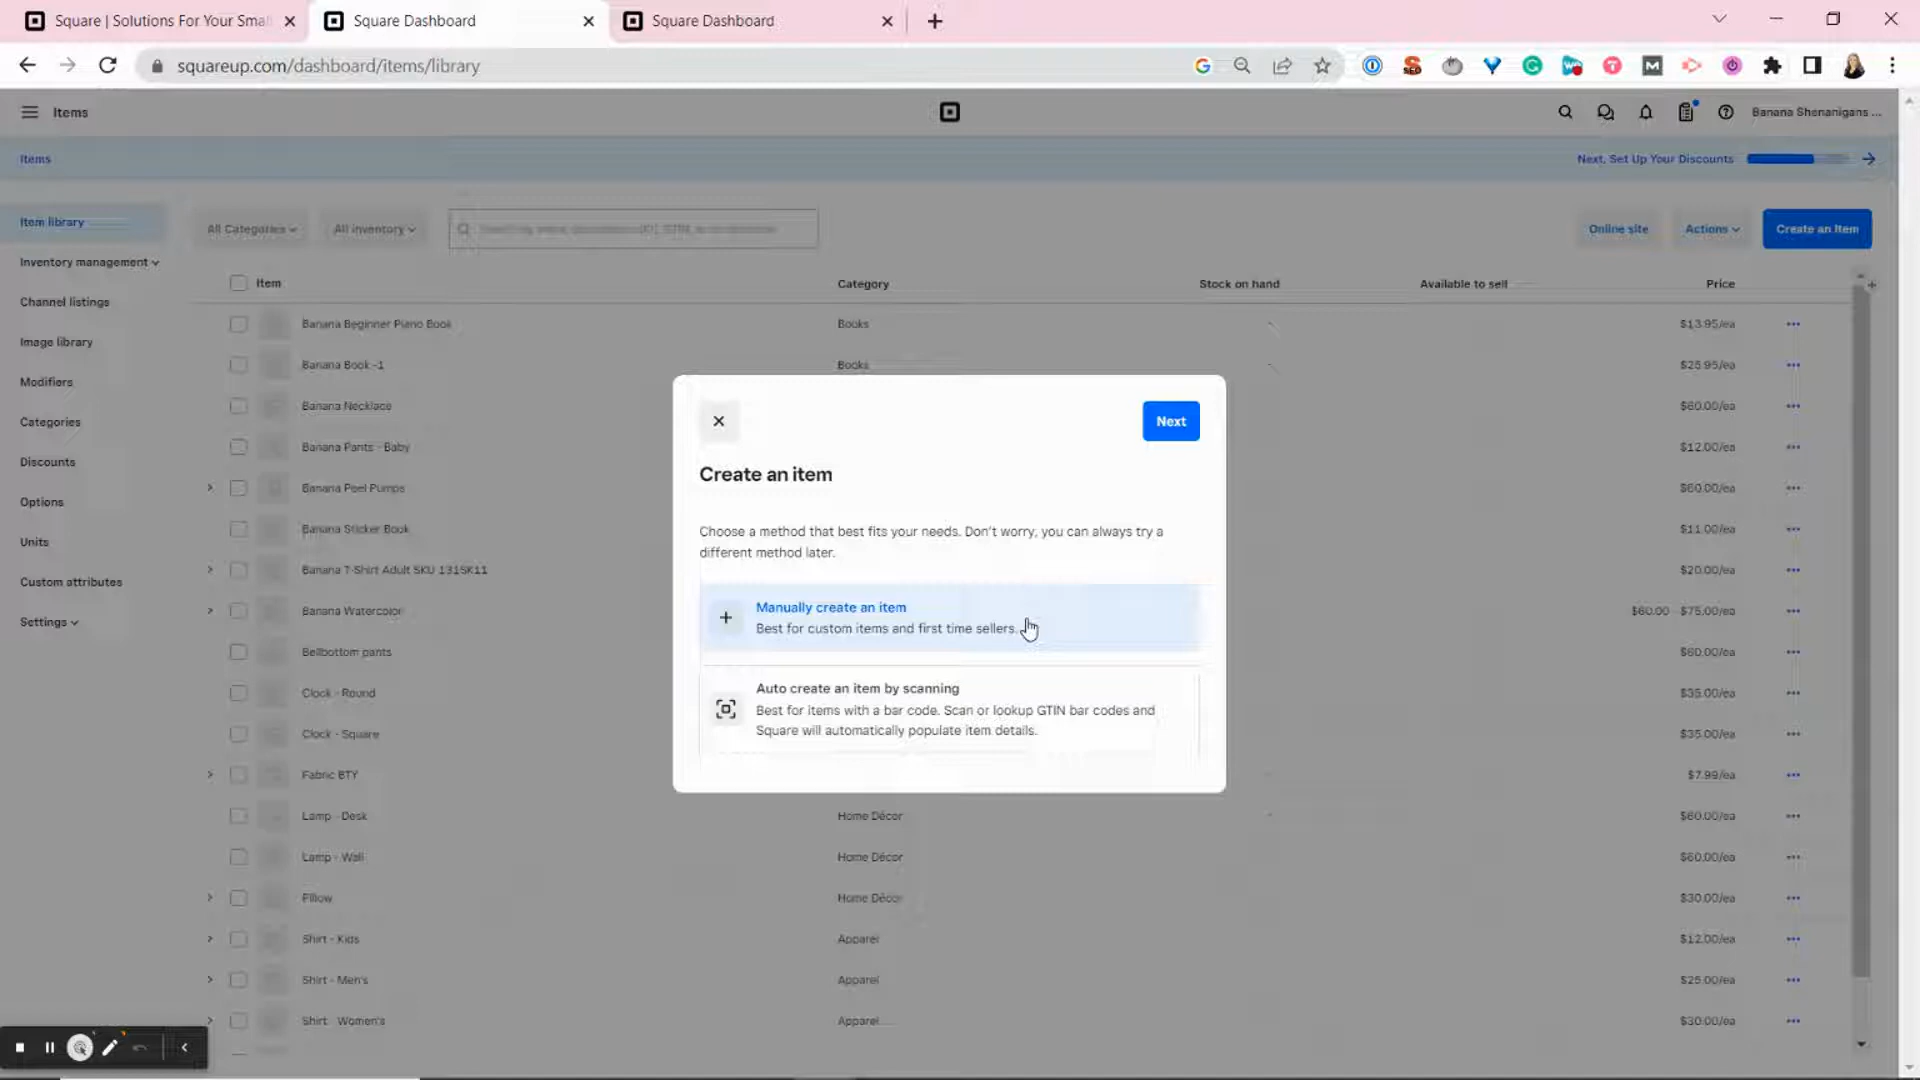 Square | Solutions For Your Smal
Square Dashboard
Square Dashboard
squareup.com/dashboard/items/library
Items
Banana Shenanigans ...
Items
Next, Set Up Your Discounts
Item library
All Categories
All inventory
Online site
Actions
Create an Item
Inventory management
Channel listings
Image library
Modifiers
Categories
Discounts
Options
Units
Custom attributes
Settings
Item Category Stock on hand Available to sell Price
Banana Beginner Piano Book Books $13.95/ea
Banana Book -1 Books $25.95/ea
Banana Necklace $60.00/ea
Banana Pants - Baby $12.00/ea
Banana Peel Pumps $60.00/ea
Banana Sticker Book $11.00/ea
Banana T-Shirt Adult SKU 131SK11 $20.00/ea
Banana Watercolor $60.00 - $75.00/ea
Bellbottom pants $60.00/ea
Clock - Round $35.00/ea
Clock - Square $35.00/ea
Fabric BTY $7.99/ea
Lamp - Desk Home Décor $60.00/ea
Lamp - Wall Home Décor $60.00/ea
Pillow Home Décor $30.00/ea
Shirt - Kids Apparel $12.00/ea
Shirt - Men's Apparel $25.00/ea
Shirt - Women's Apparel $30.00/ea
Next
Create an item
Choose a method that best fits your needs. Don't worry, you can always try a
different method later.
Manually create an item
Best for custom items and first time sellers.
Auto create an item by scanning
Best for items with a bar code. Scan or lookup GTIN bar codes and
Square will automatically populate item details.